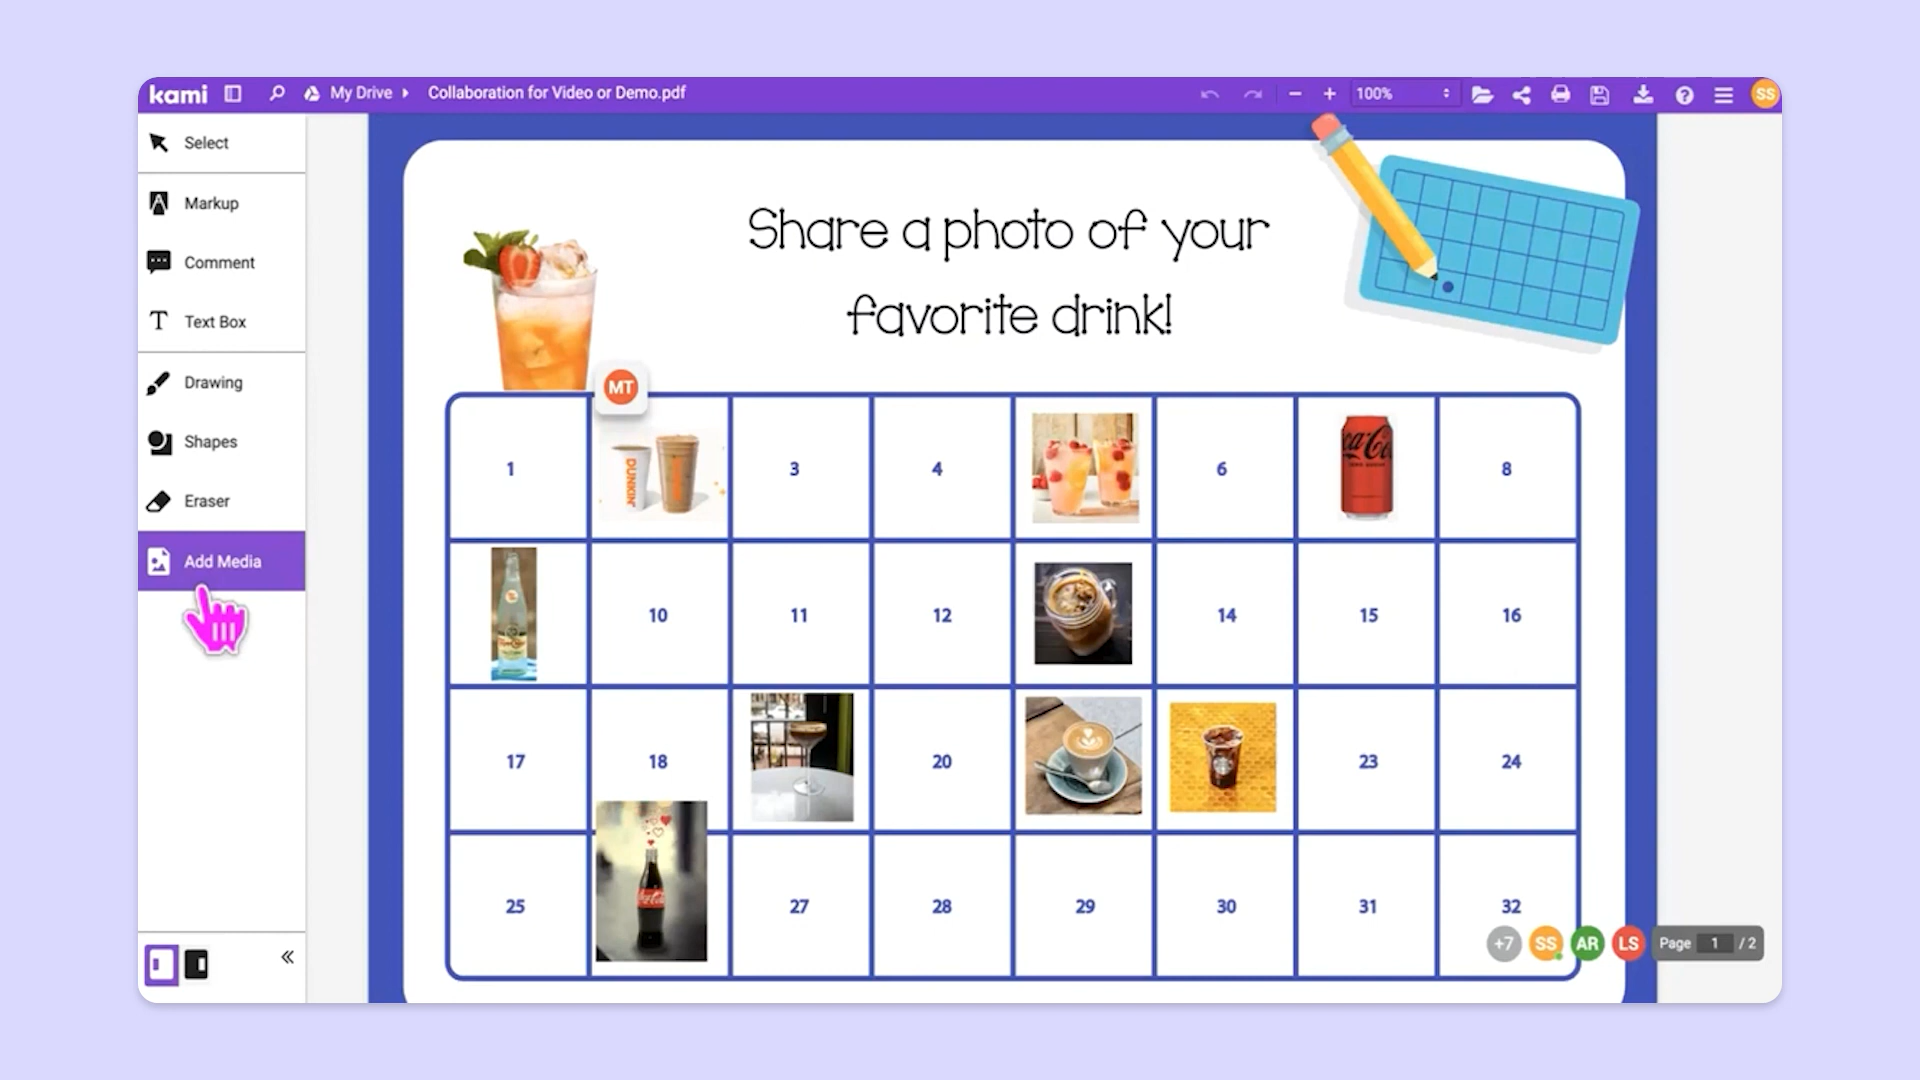 kami
My Drive
Collaboration for Video or Demo.pdf
100%
SS
Select
Markup
Comment
Text Box
Drawing
Shapes
Eraser
Add Media
Share a photo of your
favorite drink!
MT
1
DUNKIN'
3
4
6
8
10
11
12
14
15
16
17
18
20
23
24
25
27
28
29
30
31
32
+7
SS
AR
LS
Page 1 / 2